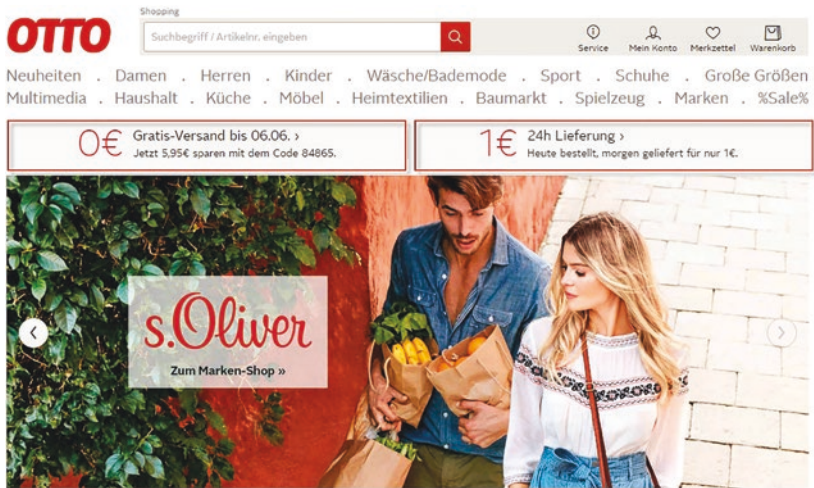 Shopping
OTTO
Suchbegriff / Artikelnr. eingeben
Service Mein Konto Merkzettel Warenkorb
Neuheiten . Damen . Herren . Kinder . Wäsche/Bademode . Sport . Schuhe . Große Größen
Multimedia . Haushalt . Küche . Möbel . Heimtextilien . Baumarkt . Spielzeug . Marken . %Sale%
0€ Gratis-Versand bis 06.06. ›
Jetzt 5,95€ sparen mit dem Code 84865.
1€ 24h Lieferung ›
Heute bestellt, morgen geliefert für nur 1€.
s.Oliver
Zum Marken-Shop »